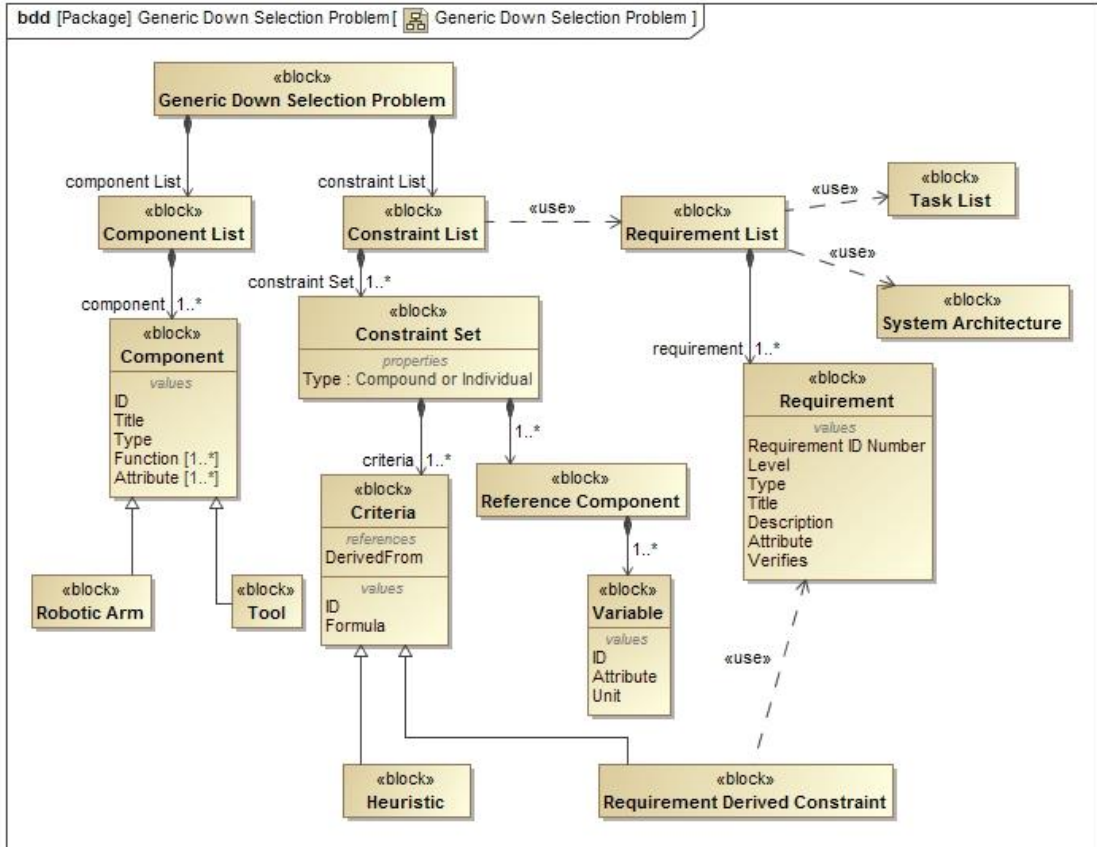 bdd [Package] Generic Down Selection Problem[ Generic Down Selection Problem ]
«block»
Generic Down Selection Problem
component List
constraint List
«block»
Component List
«block»
Constraint List
«use»
«block»
Requirement List
«use»
«block»
Task List
«use»
«block»
System Architecture
component 1..*
constraint Set 1..*
requirement 1..*
«block»
Component
values
ID
Title
Type
Function [1..*]
Attribute [1..*]
«block»
Constraint Set
properties
Type : Compound or Individual
«block»
Requirement
values
Requirement ID Number
Level
Type
Title
Description
Attribute
Verifies
criteria 1..*
1..*
«block»
Criteria
references
DerivedFrom
values
ID
Formula
«block»
Reference Component
1..*
«block»
Robotic Arm
«block»
Tool
«block»
Variable
values
ID
Attribute
Unit
«use»
«block»
Heuristic
«block»
Requirement Derived Constraint